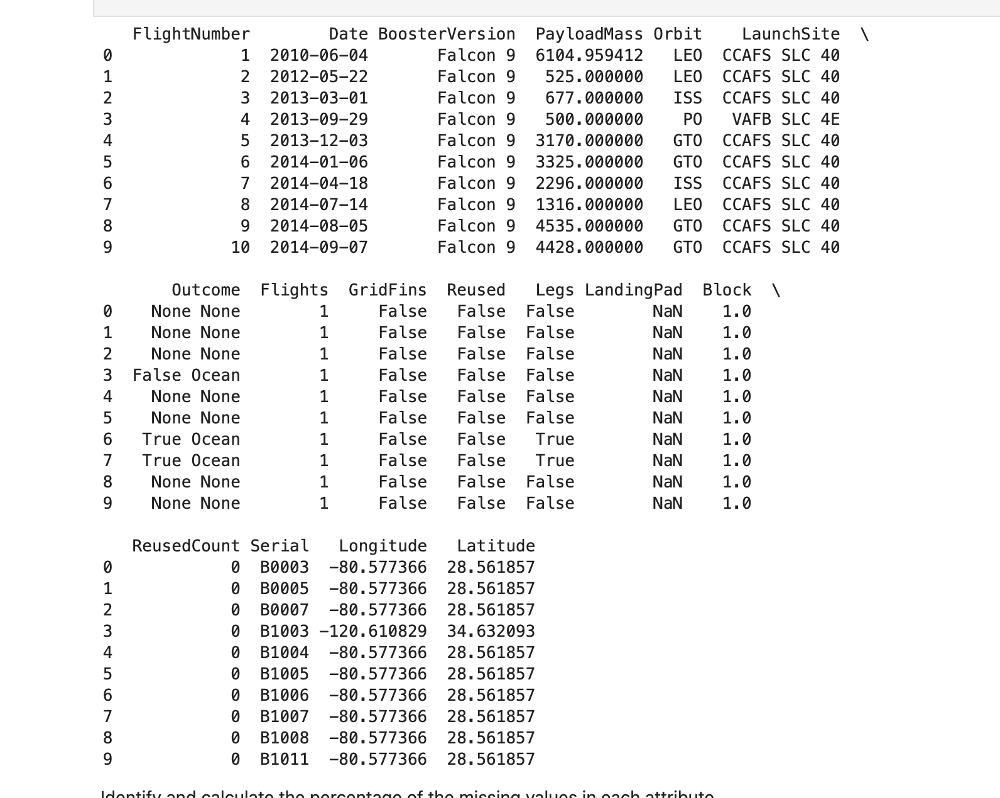 FlightNumber        Date BoosterVersion  PayloadMass Orbit    LaunchSite  \
0             1  2010-06-04       Falcon 9  6104.959412   LEO  CCAFS SLC 40
1             2  2012-05-22       Falcon 9   525.000000   LEO  CCAFS SLC 40
2             3  2013-03-01       Falcon 9   677.000000   ISS  CCAFS SLC 40
3             4  2013-09-29       Falcon 9   500.000000    PO   VAFB SLC 4E
4             5  2013-12-03       Falcon 9  3170.000000   GTO  CCAFS SLC 40
5             6  2014-01-06       Falcon 9  3325.000000   GTO  CCAFS SLC 40
6             7  2014-04-18       Falcon 9  2296.000000   ISS  CCAFS SLC 40
7             8  2014-07-14       Falcon 9  1316.000000   LEO  CCAFS SLC 40
8             9  2014-08-05       Falcon 9  4535.000000   GTO  CCAFS SLC 40
9            10  2014-09-07       Falcon 9  4428.000000   GTO  CCAFS SLC 40
       Outcome  Flights  GridFins  Reused   Legs LandingPad  Block  \
0    None None        1     False   False  False        NaN    1.0
1    None None        1     False   False  False        NaN    1.0
2    None None        1     False   False  False        NaN    1.0
3  False Ocean        1     False   False  False        NaN    1.0
4    None None        1     False   False  False        NaN    1.0
5    None None        1     False   False  False        NaN    1.0
6   True Ocean        1     False   False   True        NaN    1.0
7   True Ocean        1     False   False   True        NaN    1.0
8    None None        1     False   False  False        NaN    1.0
9    None None        1     False   False  False        NaN    1.0
   ReusedCount Serial   Longitude   Latitude
0            0  B0003  -80.577366  28.561857
1            0  B0005  -80.577366  28.561857
2            0  B0007  -80.577366  28.561857
3            0  B1003 -120.610829  34.632093
4            0  B1004  -80.577366  28.561857
5            0  B1005  -80.577366  28.561857
6            0  B1006  -80.577366  28.561857
7            0  B1007  -80.577366  28.561857
8            0  B1008  -80.577366  28.561857
9            0  B1011  -80.577366  28.561857
Identify and calculate the percentage of the missing values in each attribute